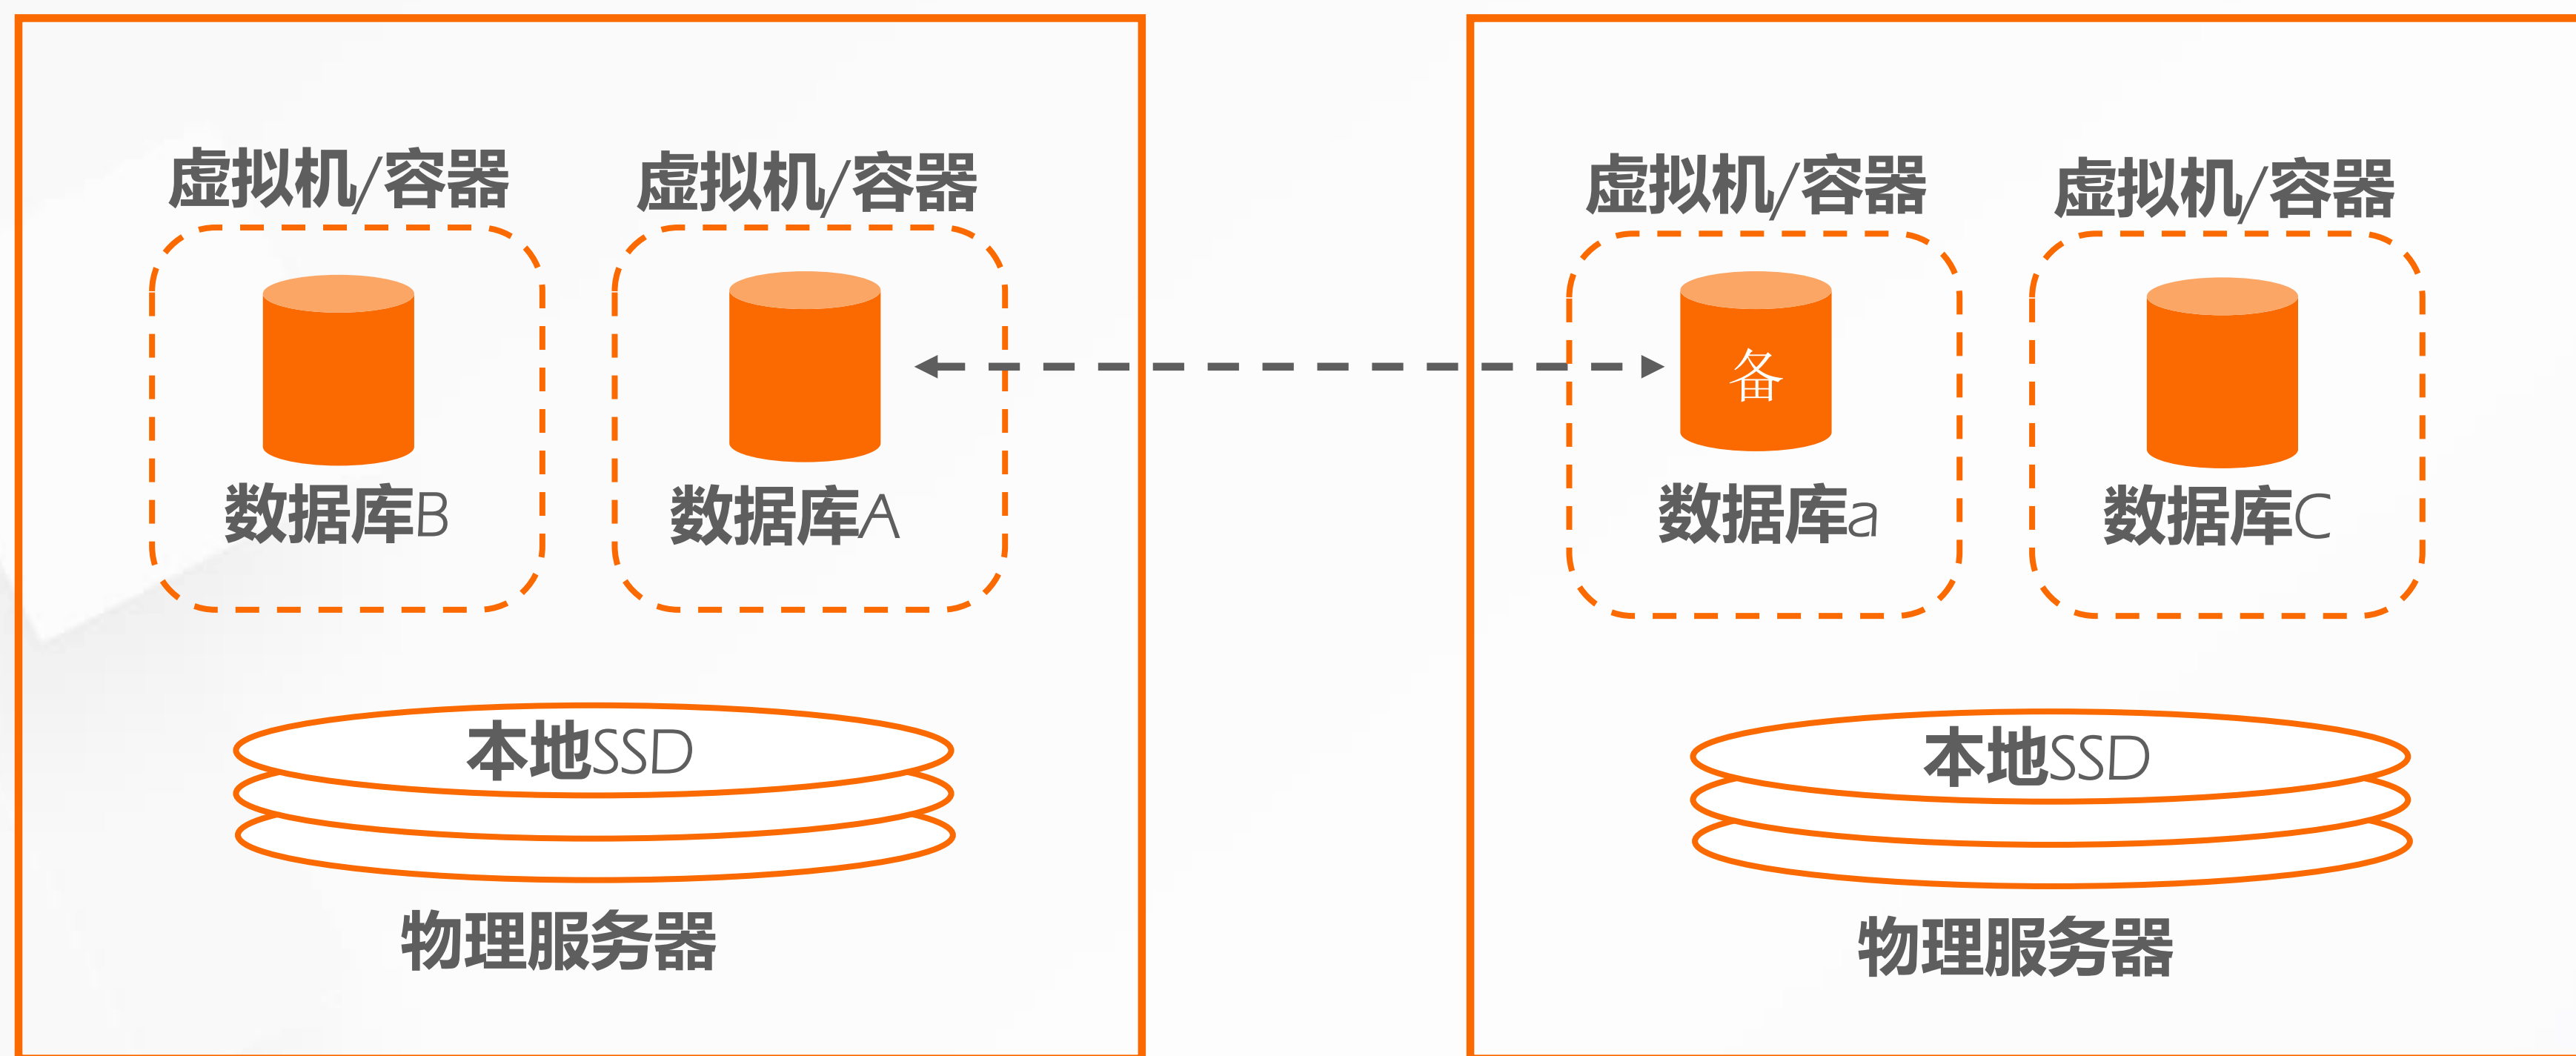 虚拟机/容器
虚拟机/容器
数据库B
数据库A
本地SSD
物理服务器
虚拟机/容器
虚拟机/容器
备
数据库a
数据库C
本地SSD
物理服务器